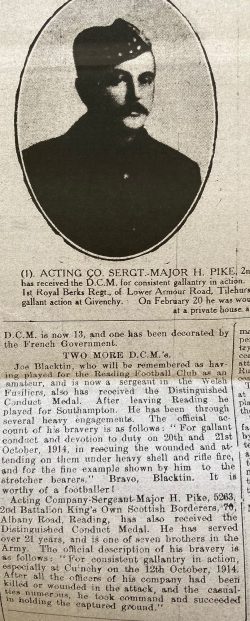 (1). ACTING CO. SERGT.-MAJOR H. PIKE, 2n
has received the D.C.M. for consistent gallantry in action.
1st Royal Berks Regt., of Lower Armour Road, Tilehurs
gallant action at Givenchy. On February 20 he was wou
at a private house a
D.C.M. is now 13, and one has been decorated by
the French Government.
TWO MORE D.C.M.'s.
Joe Blacktin, who will be remembered as hav-
ing played for the Reading Football Club as an
amateur, and is now a sergeant in the Welsh
Fusiliers, also has received the Distinguished
Conduct Medal. After leaving Reading he
played for Southampton. He has been through
several heavy engagements. The official ac-
count of his bravery is as follows: "For gallant
conduct and devotion to duty on 20th and 21st
October, 1914, in rescuing the wounded and at-
tending them under heavy shell and rifle fire,
and for the fine example shown by him to the
stretcher bearers." Bravo, Blacktin. It is
worthy of a footballer!
Acting Company-Sergeant-Major H. Pike, 5263,
2nd Battalion King's Own Scottish Borderers, 70,
Albany Road, Reading, has also received the
Distinguished Conduct Medal. He has served
over 21 years, and is one of seven brothers in the
Army. The official description of his bravery is
as follows: "For consistent gallantry in action,
especially at Cuinchy on the 12th October, 1914.
After all the officers of his company had been
killed or wounded in the attack, and the casual-
ties numerous, he took command and succeeded
in holding the captured ground."